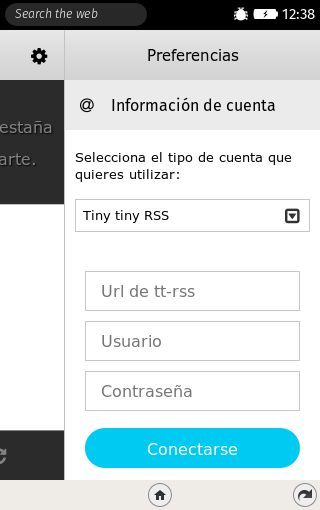 Search the web
12:38
Preferencias
@ Información de cuenta
estaña
arte.
Selecciona el tipo de cuenta que
quieres utilizar:
Tiny tiny RSS
Url de tt-rss
Usuario
Contraseña
Conectarse